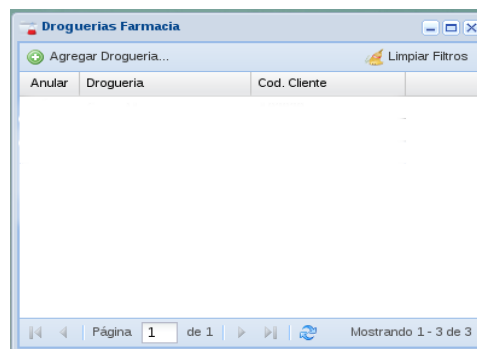 Droguerias Farmacia
Agregar Drogueria... Limpiar Filtros
Anular Drogueria Cod. Cliente
Página 1 de 1 Mostrando 1 - 3 de 3